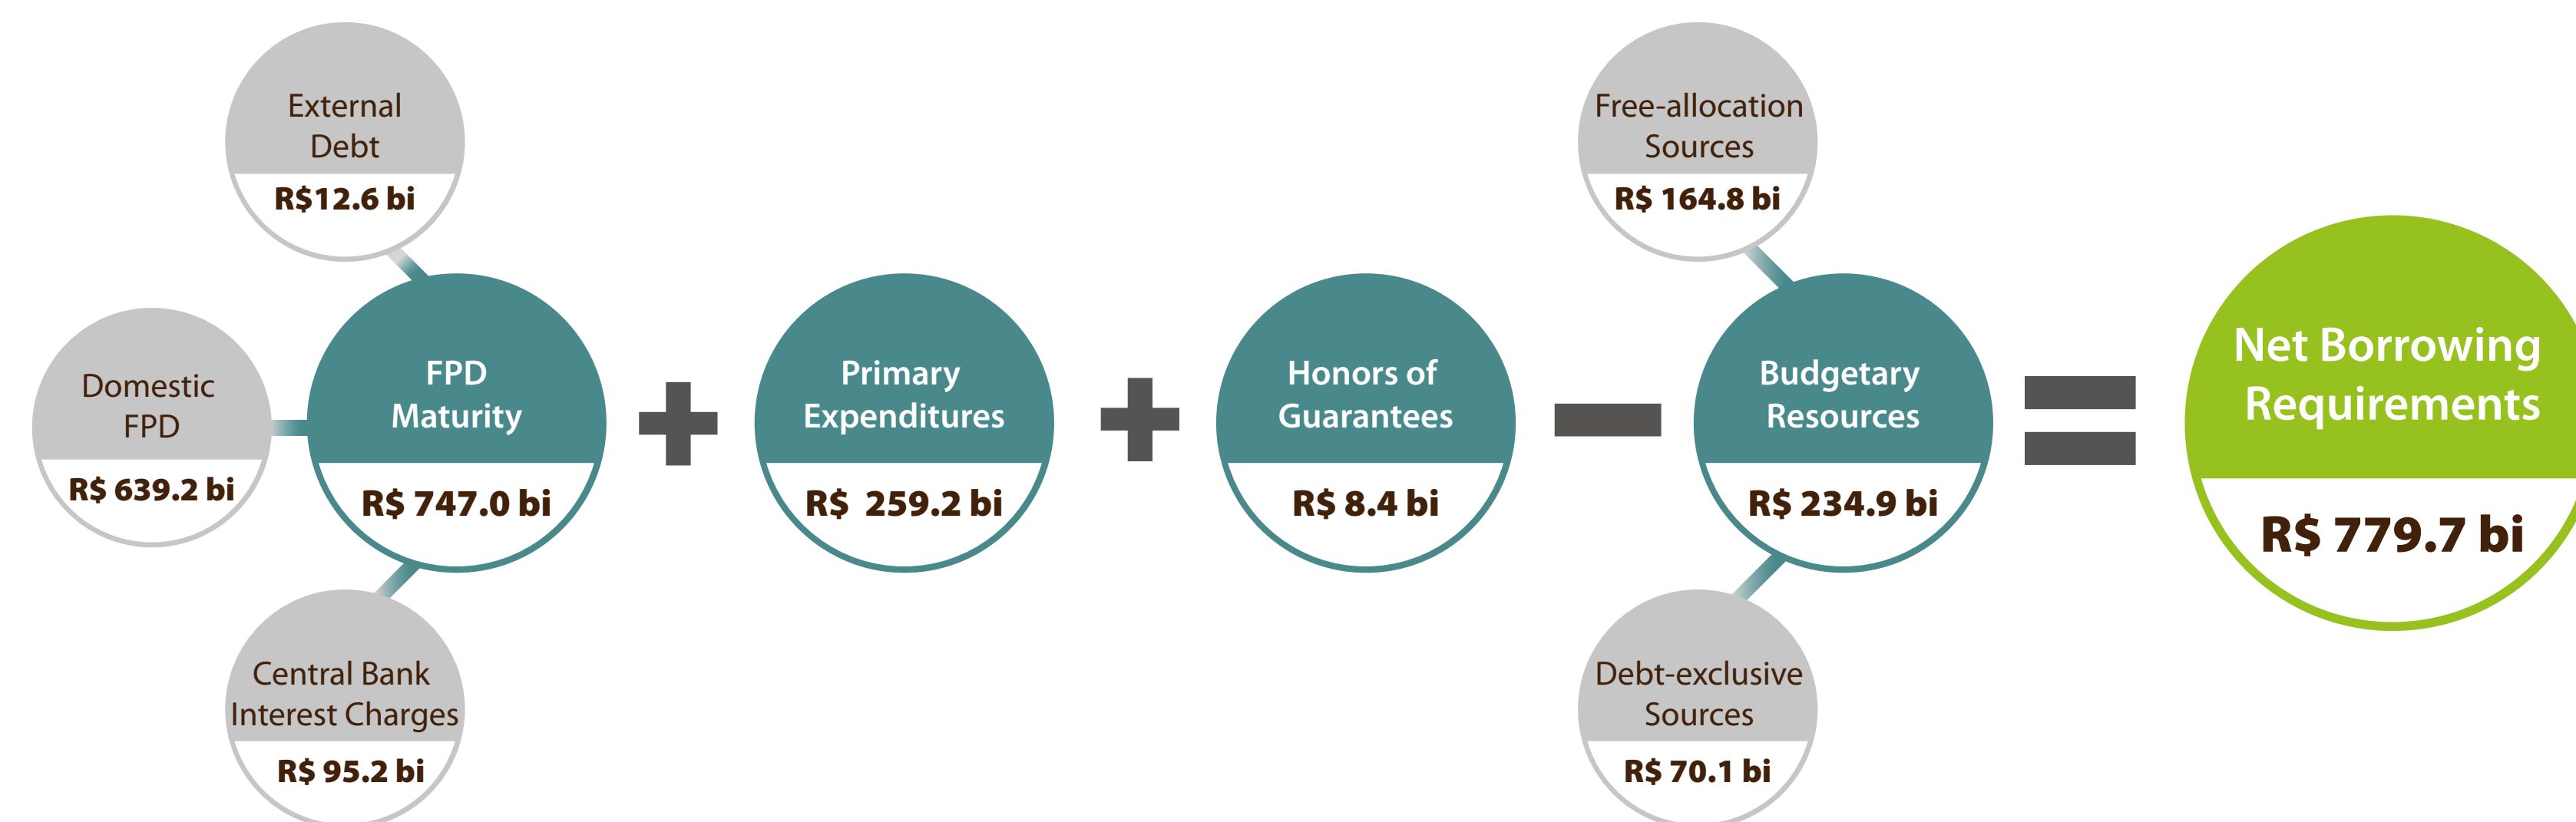 External
Debt
R$12.6 bi
Domestic
FPD
R$ 639.2 bi
Central Bank
Interest Charges
R$ 95.2 bi
FPD
Maturity
R$ 747.0 bi
+
Primary
Expenditures
R$ 259.2 bi
+
Honors of
Guarantees
R$ 8.4 bi
−
Free-allocation
Sources
R$ 164.8 bi
Budgetary
Resources
R$ 234.9 bi
Debt-exclusive
Sources
R$ 70.1 bi
=
Net Borrowing
Requirements
R$ 779.7 bi